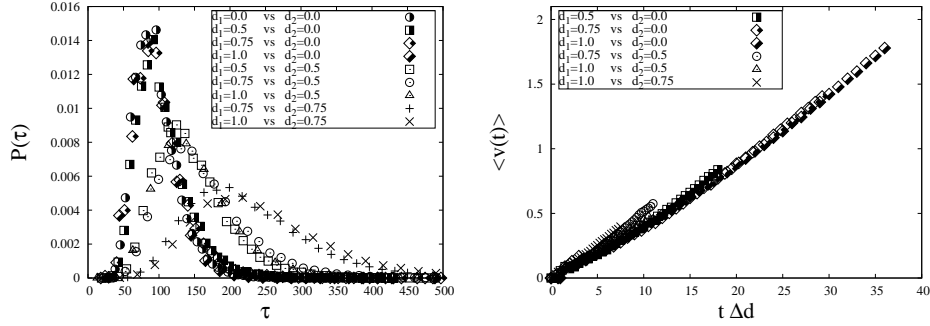 P(τ)
0.016
0.014
0.012
0.01
0.008
0.006
0.004
0.002
0
d1=0.0 vs d2=0.0
d1=0.5 vs d2=0.0
d1=0.75 vs d2=0.0
d1=1.0 vs d2=0.0
d1=0.5 vs d2=0.5
d1=0.75 vs d2=0.5
d1=1.0 vs d2=0.5
d1=0.75 vs d2=0.75
d1=1.0 vs d2=0.75
0 50 100 150 200 250 300 350 400 450 500
τ
<v(t)>
2
1.5
1
0.5
0
d1=0.5 vs d2=0.0
d1=0.75 vs d2=0.0
d1=1.0 vs d2=0.0
d1=0.75 vs d2=0.5
d1=1.0 vs d2=0.5
d1=1.0 vs d2=0.75
0 5 10 15 20 25 30 35 40
t Δd